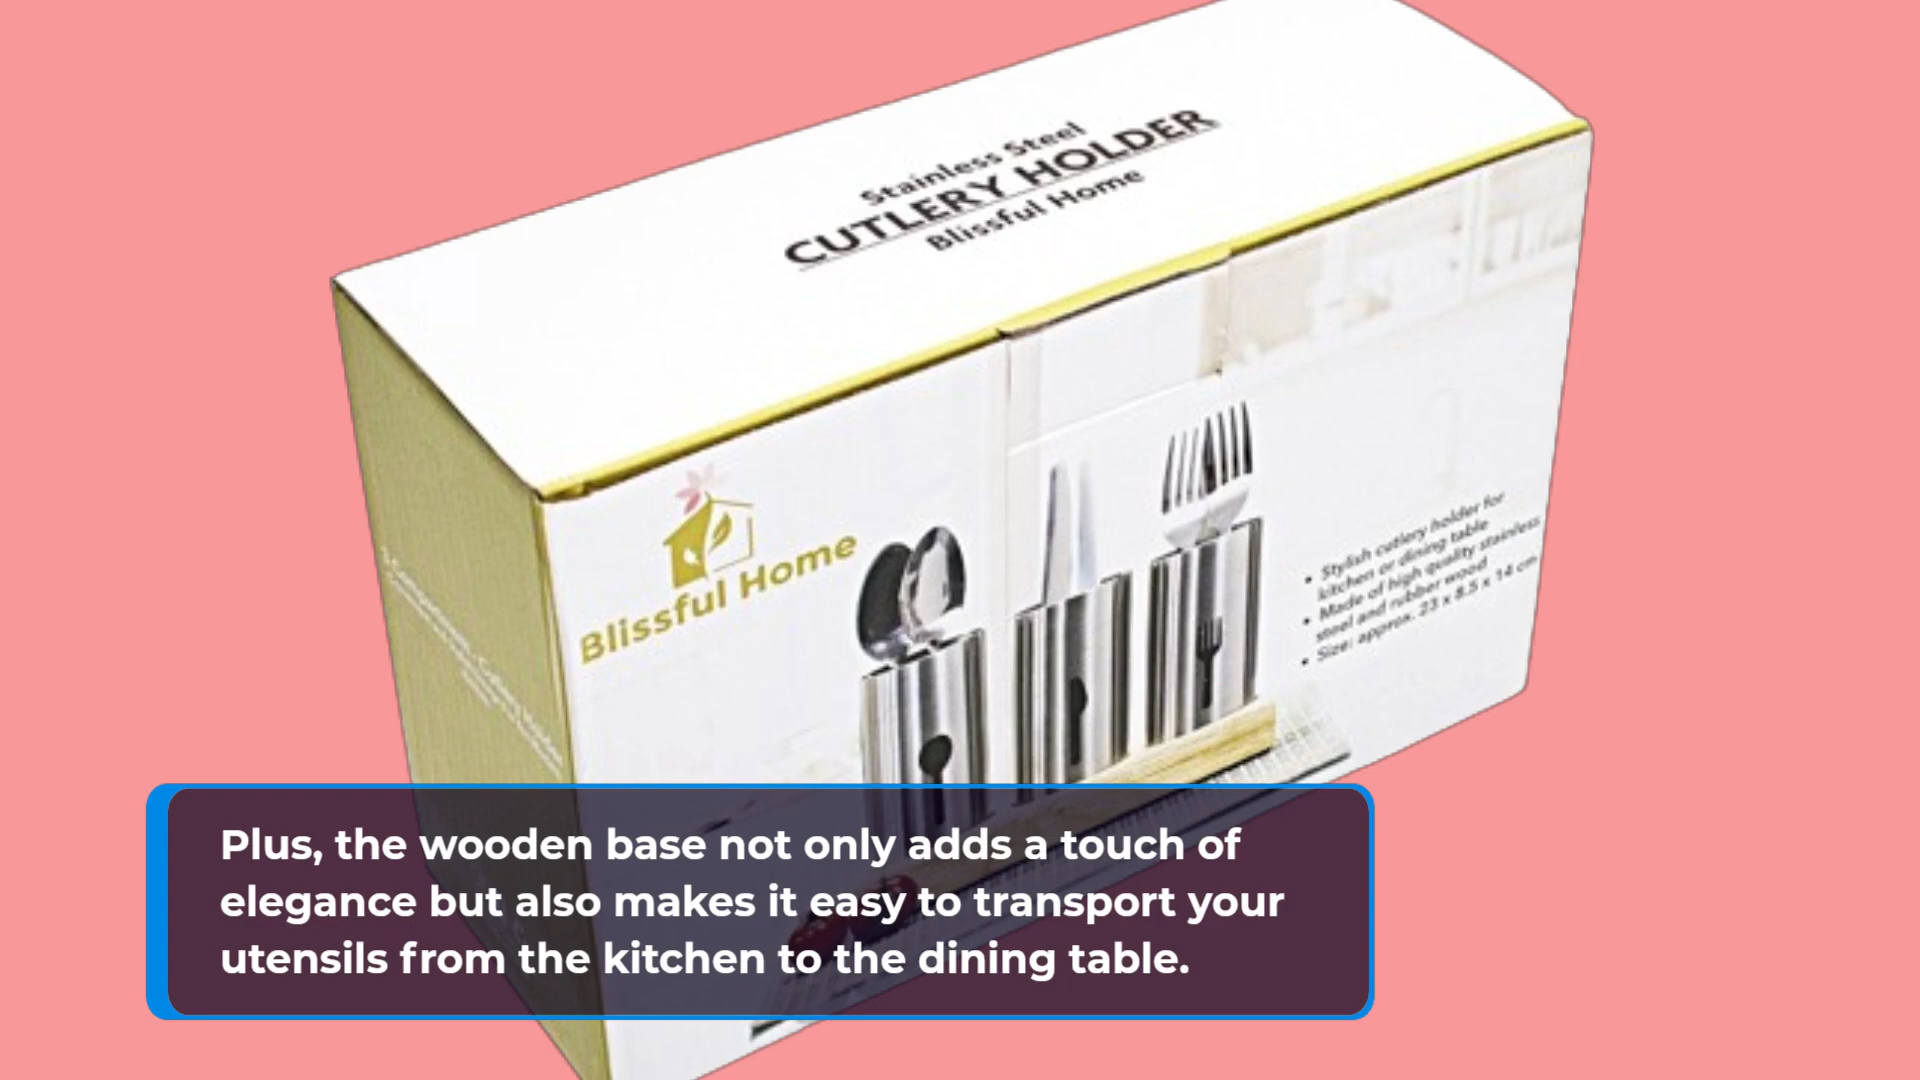 Stainless Steel
CUTLERY HOLDER
Blissful Home
Blissful Home
• Stylish cutlery holder for
kitchen or dining table
• Made of high quality stainless
steel and rubber wood
• Size: approx. 23 x 8.5 x 14 cm
Plus, the wooden base not only adds a touch of
elegance but also makes it easy to transport your
utensils from the kitchen to the dining table.